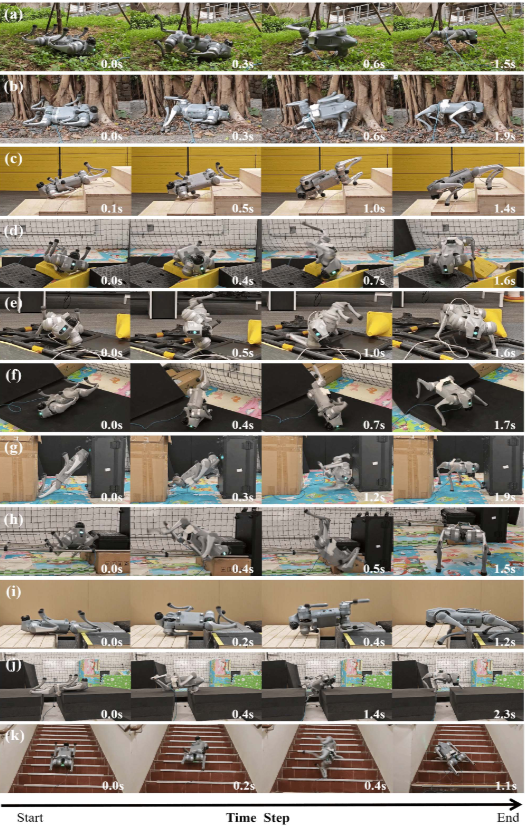 (a) 0.0s 0.3s 0.6s 1.5s
(b) 0.0s 0.3s 0.6s 1.9s
(c) 0.1s 0.5s 1.0s 1.4s
(d) 0.0s 0.4s 0.7s 1.6s
(e) 0.0s 0.5s 1.0s 1.6s
(f) 0.0s 0.4s 0.7s 1.7s
(g) 0.0s 0.3s 1.2s 1.9s
(h) 0.0s 0.4s 0.5s 1.5s
(i) 0.0s 0.2s 0.4s 1.2s
(j) 0.0s 0.4s 1.4s 2.3s
(k) 0.0s 0.2s 0.4s 1.1s
Start Time Step End